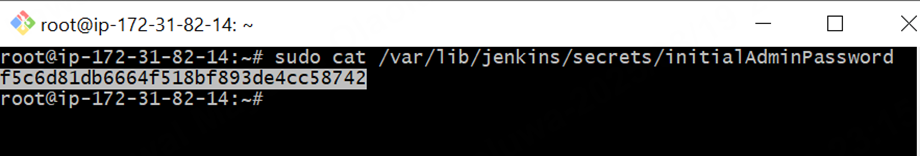 root@ip-172-31-82-14: ~
root@ip-172-31-82-14:~# sudo cat /var/lib/jenkins/secrets/initialAdminPassword
f5c6d81db6664f518bf893de4cc58742
root@ip-172-31-82-14:~#